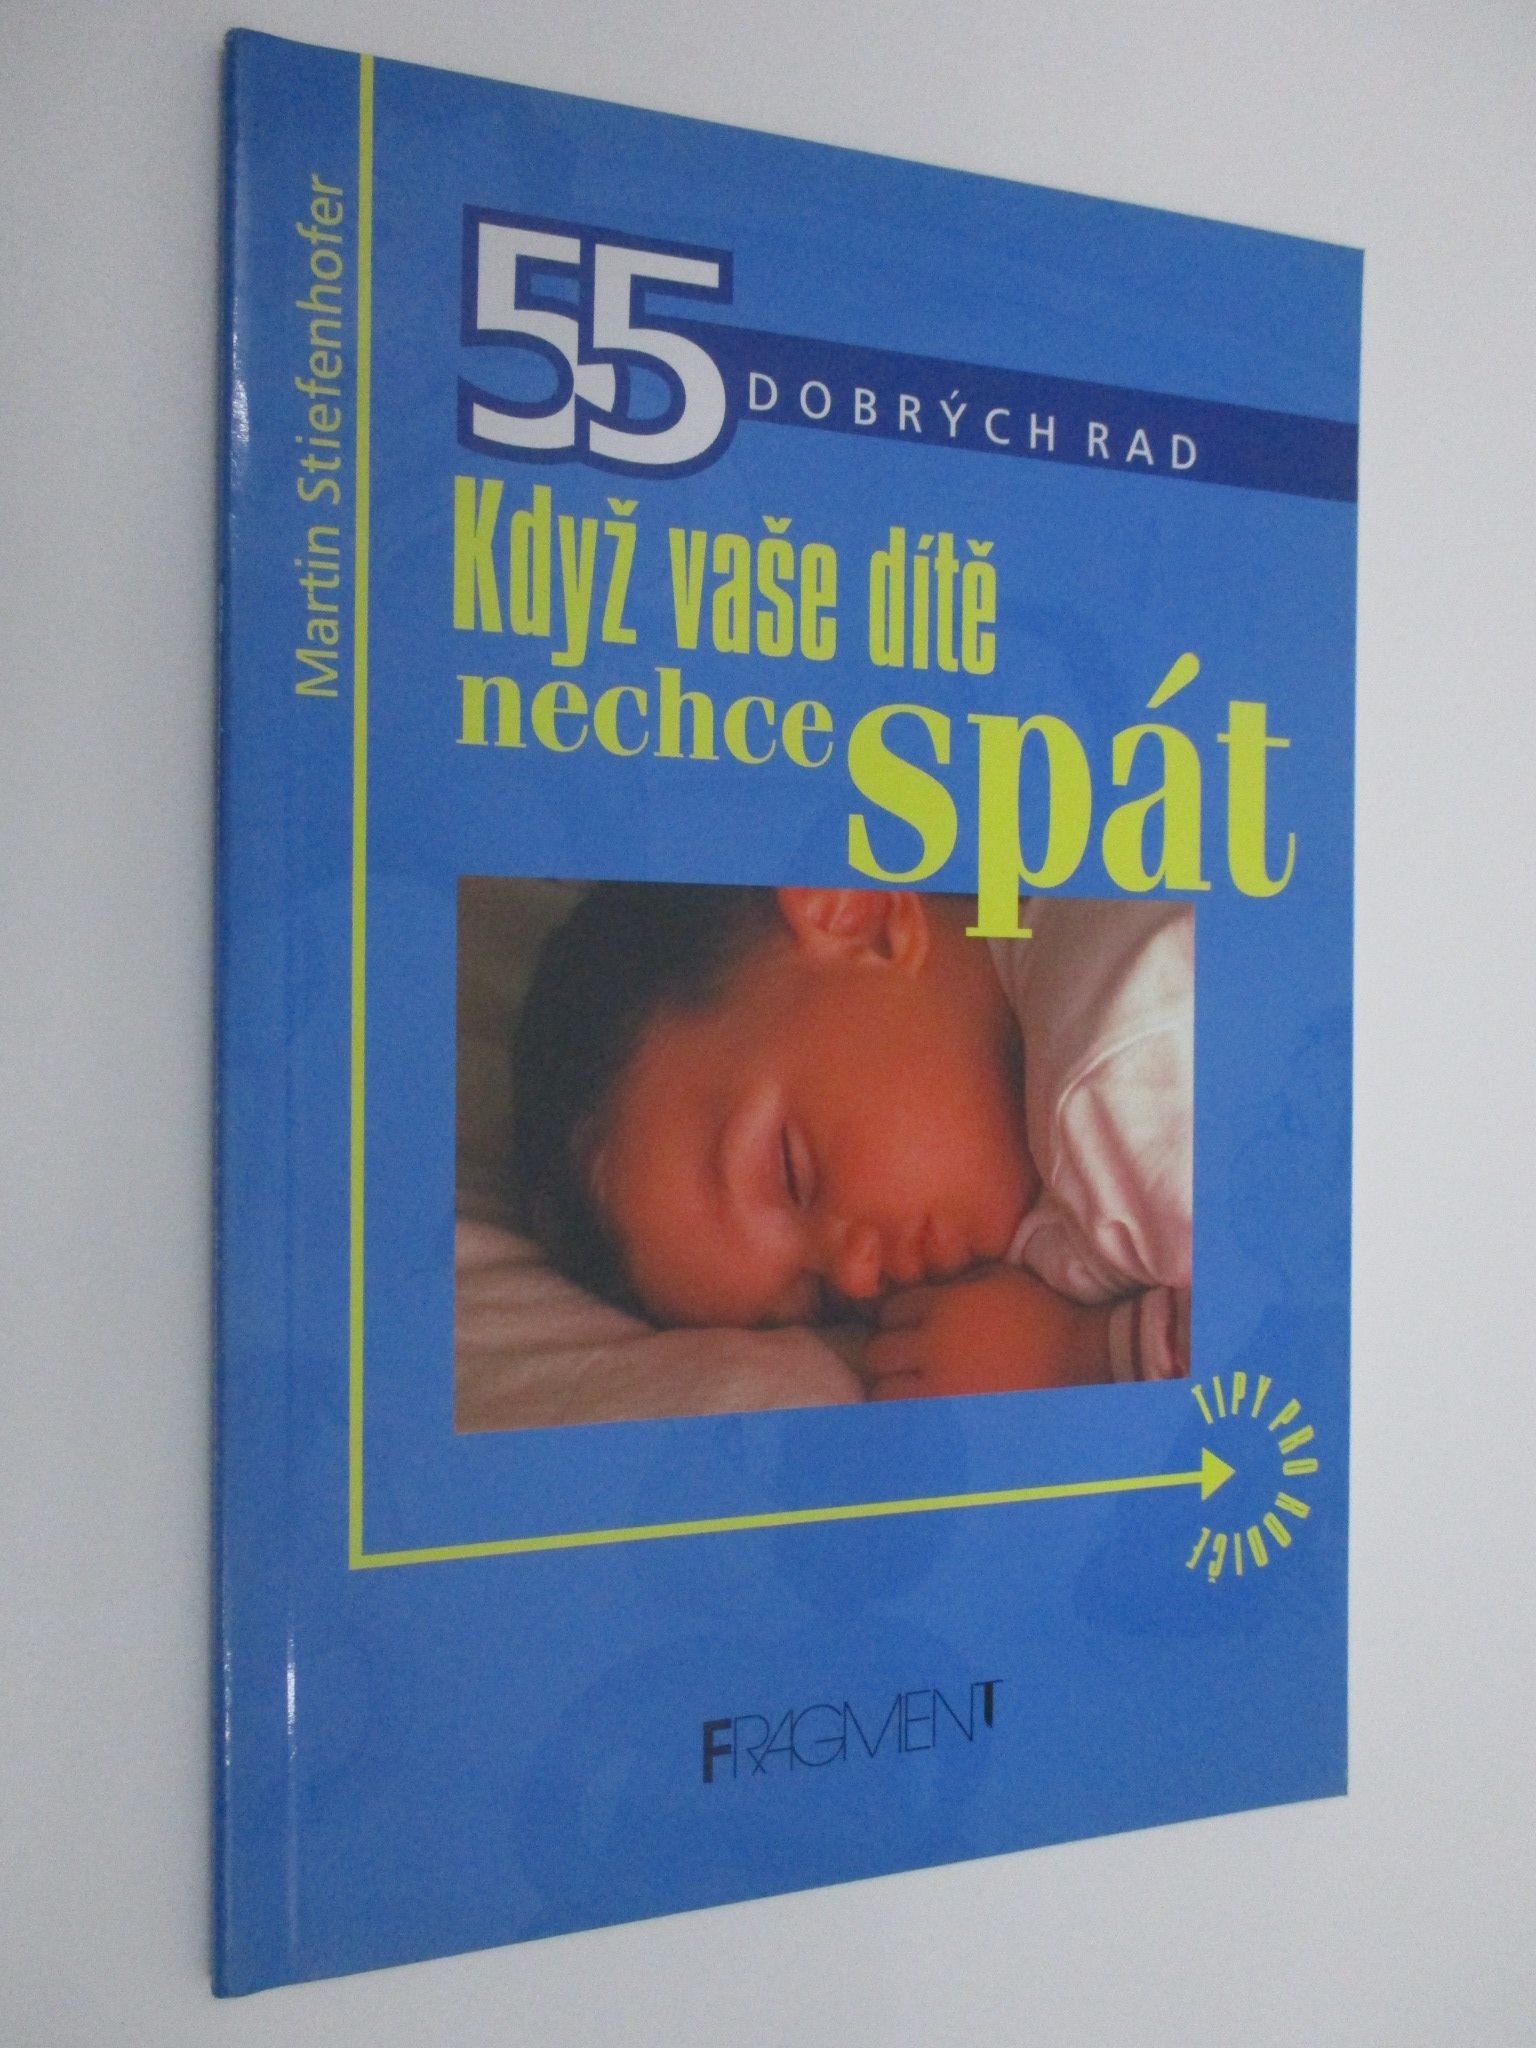 Martin Stiefenhofer
55 DOBRÝCH RAD
Když vaše dítě
nechce spát
TIPY PRO RODIČE
FRAGMENT